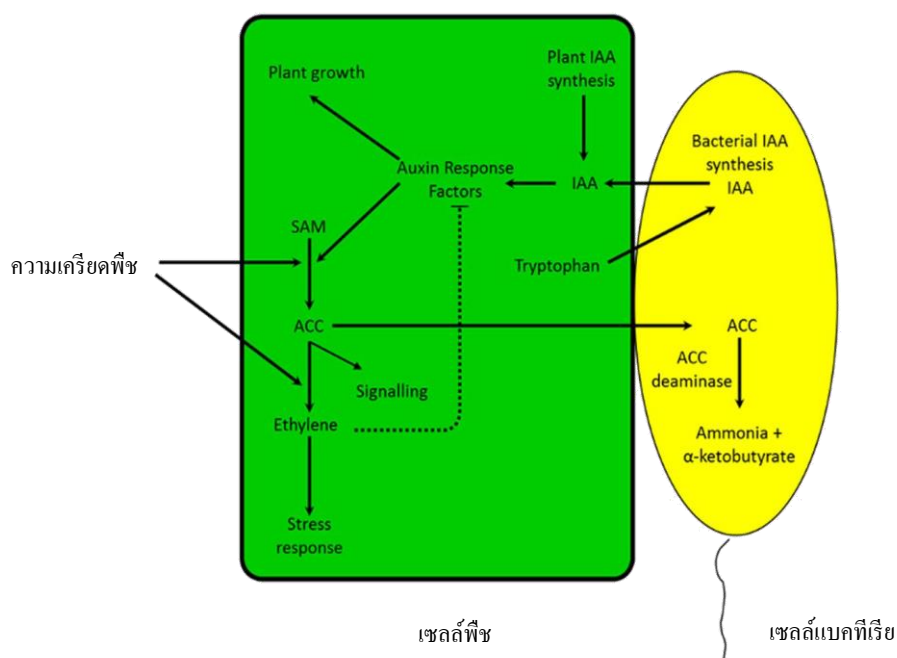 Plant growth
Plant IAA
synthesis
Bacterial IAA
synthesis
IAA
Auxin Response
Factors
IAA
SAM
ความเครียดพืช
Tryptophan
ACC
ACC
ACC
deaminase
Signalling
Ethylene
Ammonia +
α-ketobutyrate
Stress
response
เซลล์พืช
เซลล์แบคทีเรีย